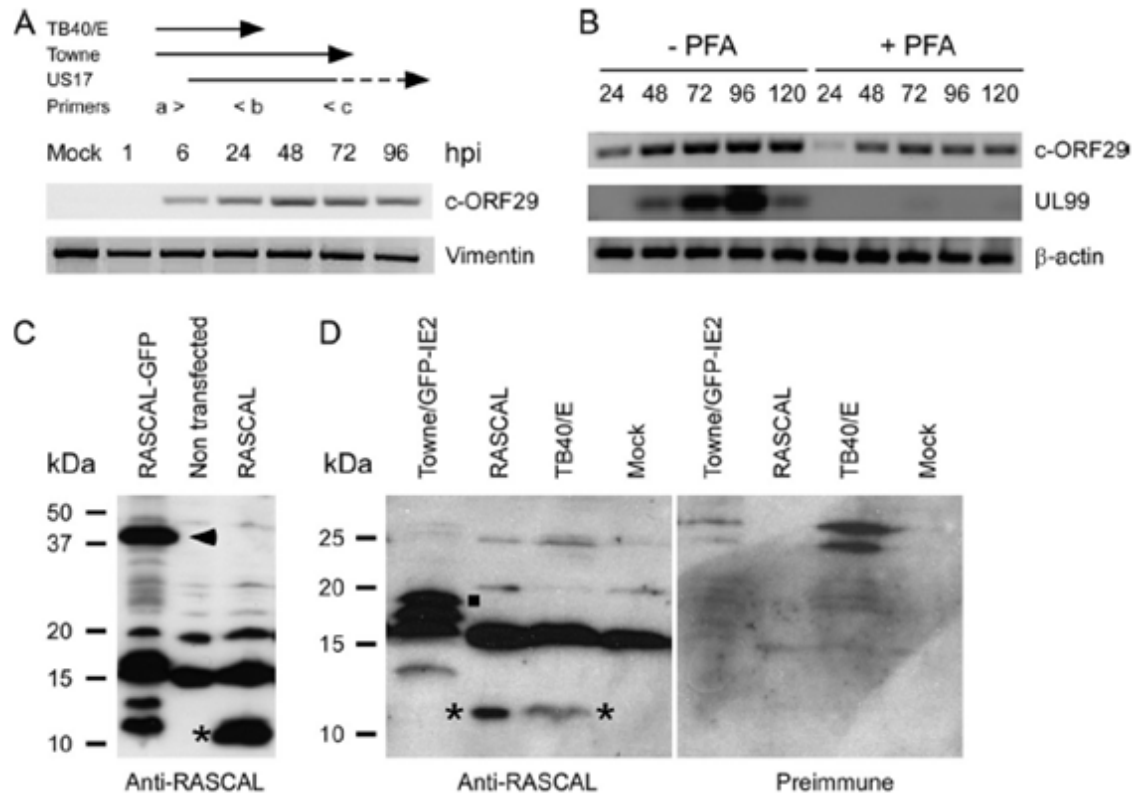 A
TB40/E
Towne
US17
Primers a > < b < c
Mock 1 6 24 48 72 96 hpi
c-ORF29
Vimentin
B
- PFA + PFA
24 48 72 96 120 24 48 72 96 120
c-ORF29
UL99
β-actin
C
RASCAL-GFP
Non transfected
RASCAL
kDa
50
37
20
15
10
*
Anti-RASCAL
D
Towne/GFP-IE2
RASCAL
TB40/E
Mock
Towne/GFP-IE2
RASCAL
TB40/E
Mock
kDa
25
20
15
10
* *
Anti-RASCAL Preimmune